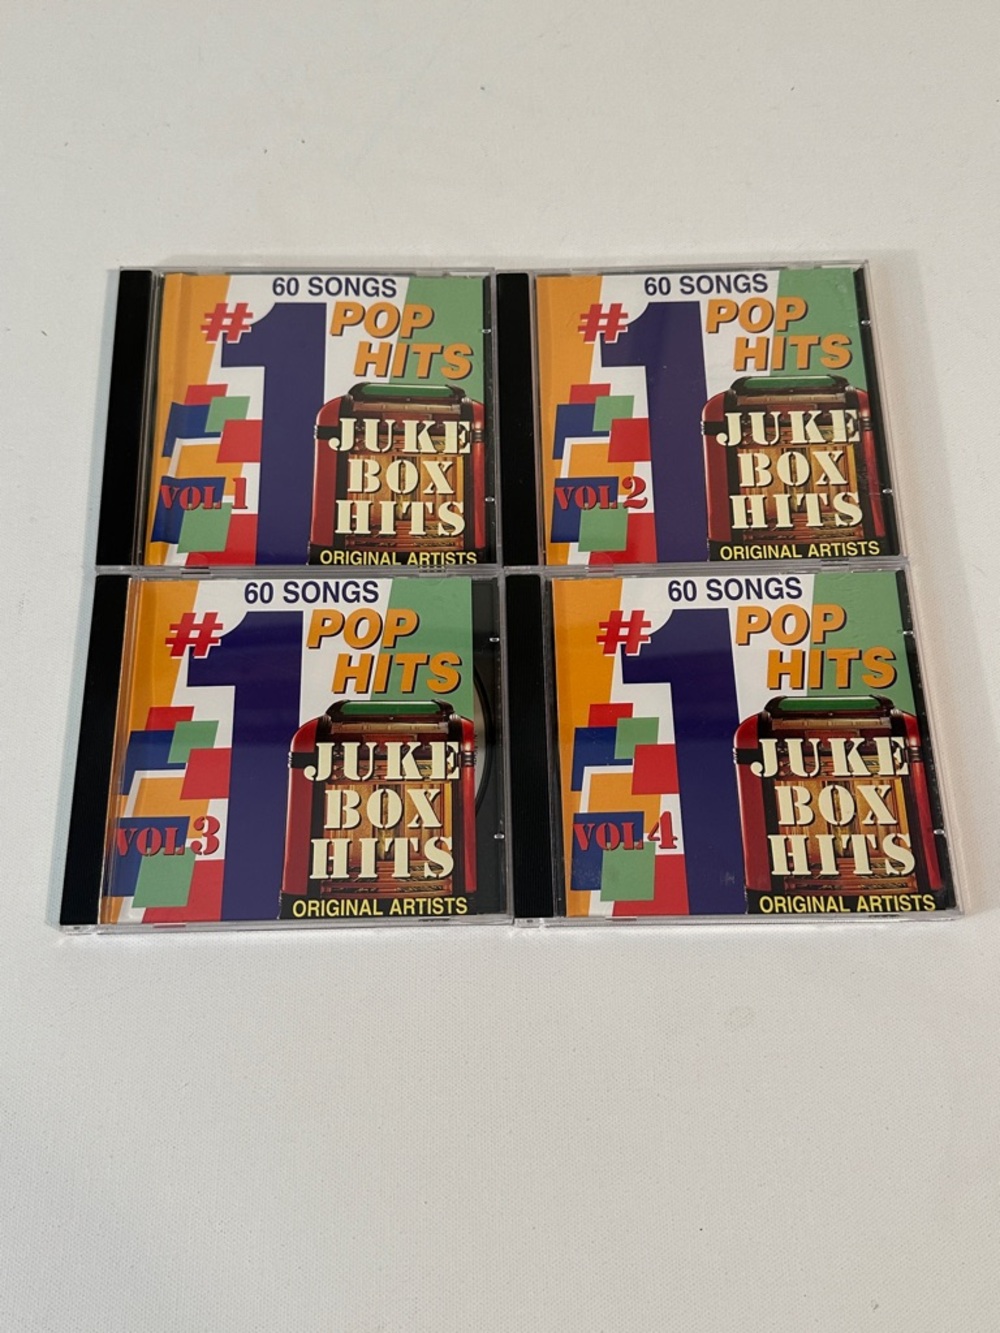 60 SONGS
#1 POP
HITS
JUKE
BOX
VOL 1
HITS
ORIGINAL ARTISTS
60 SONGS
#1 POP
HITS
JUKE
BOX
VOL 2
HITS
ORIGINAL ARTISTS
60 SONGS
#1 POP
HITS
JUKE
BOX
VOL 3
HITS
ORIGINAL ARTISTS
60 SONGS
#1 POP
HITS
JUKE
BOX
VOL 4
HITS
ORIGINAL ARTISTS